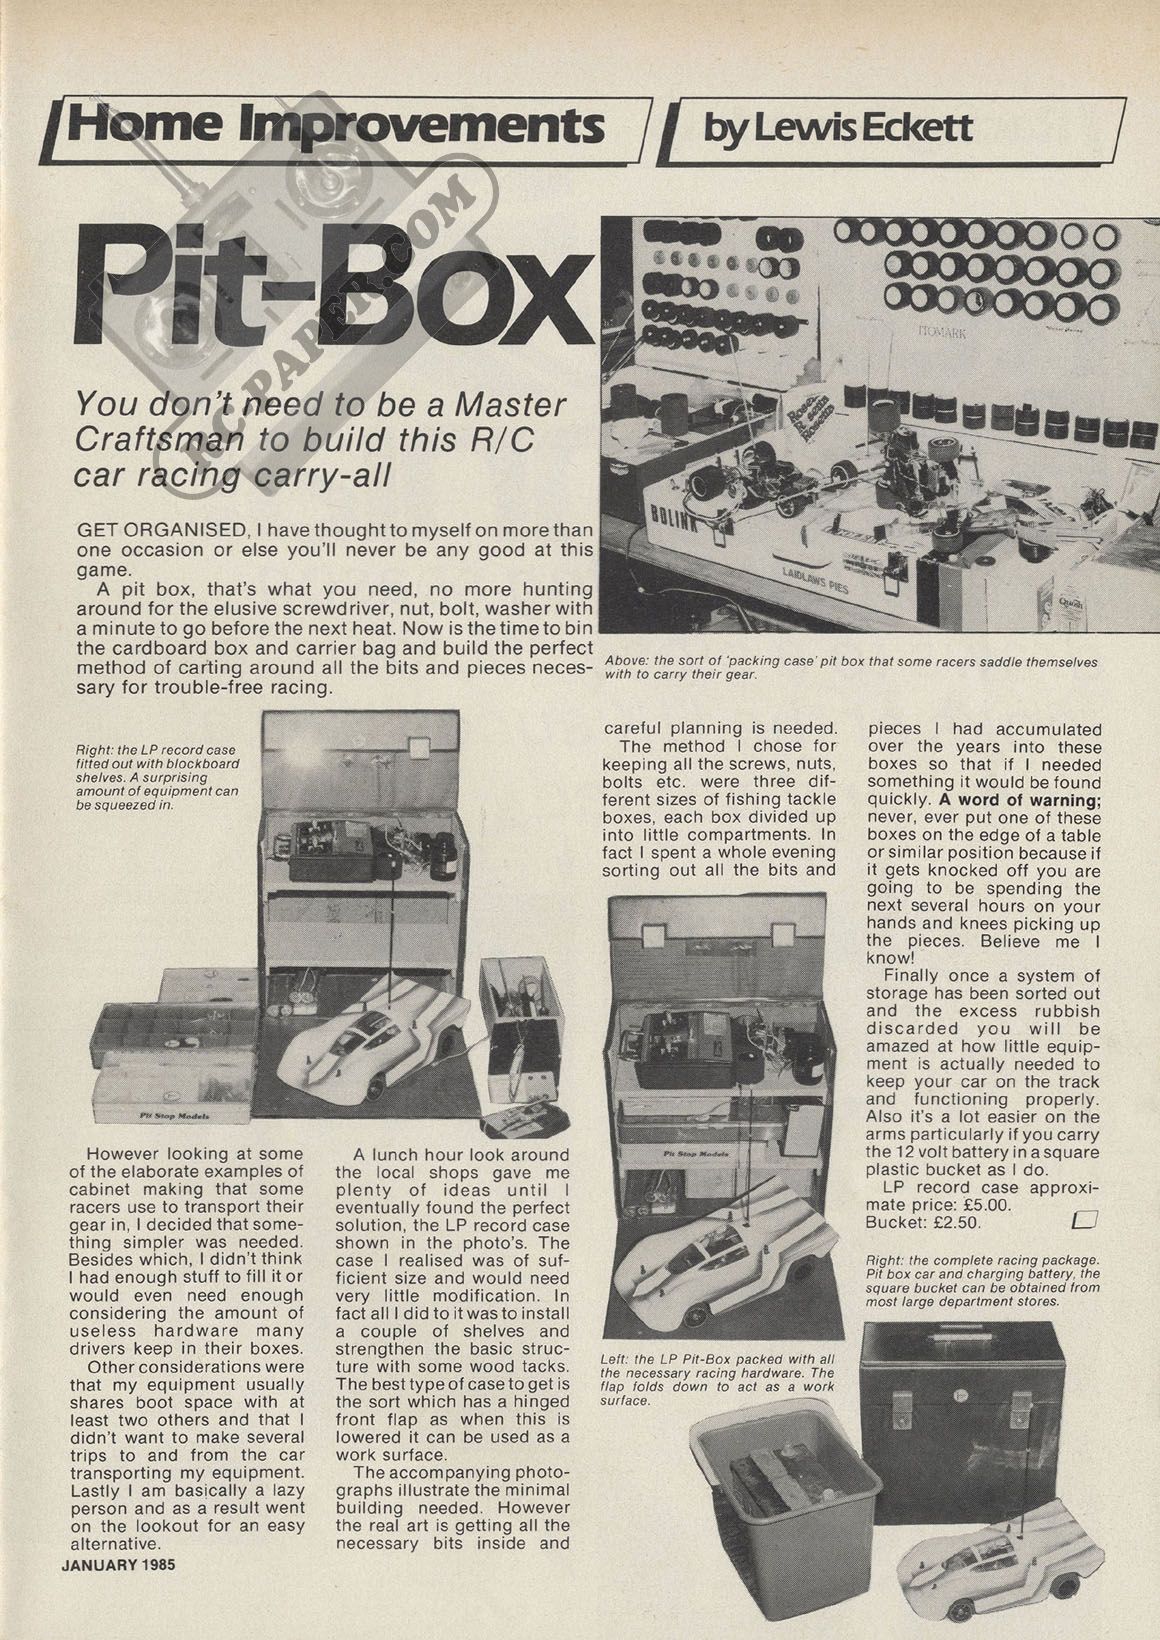 Home Improvements
by Lewis Eckett
Pit-Box
You don't need to be a Master
Craftsman to build this R/C
car racing carry-all
RCPAPER.COM
GET ORGANISED, I have thought to myself on more than
one occasion or else you'll never be any good at this
game.
A pit box, that's what you need, no more hunting
around for the elusive screwdriver, nut, bolt, washer with
a minute to go before the next heat. Now is the time to bin
the cardboard box and carrier bag and build the perfect
method of carting around all the bits and pieces neces-
sary for trouble-free racing.
ITOMARK
BOLINK
LAIDLAWS PIES
Above: the sort of 'packing case' pit box that some racers saddle themselves
with to carry their gear.
Right: the LP record case
fitted out with blockboard
shelves. A surprising
amount of equipment can
be squeezed in.
Pit Stop Models
However looking at some
of the elaborate examples of
cabinet making that some
racers use to transport their
gear in, I decided that some-
thing simpler was needed.
Besides which, I didn't think
I had enough stuff to fill it or
would even need enough
considering the amount of
useless hardware many
drivers keep in their boxes.
Other considerations were
that my equipment usually
shares boot space with at
least two others and that I
didn't want to make several
trips to and from the car
transporting my equipment.
Lastly I am basically a lazy
person and as a result went
on the lookout for an easy
alternative.
A lunch hour look around
the local shops gave me
plenty of ideas until I
eventually found the perfect
solution, the LP record case
shown in the photo's. The
case I realised was of suf-
ficient size and would need
very little modification. In
fact all I did to it was to install
a couple of shelves and
strengthen the basic struc-
ture with some wood tacks.
The best type of case to get is
the sort which has a hinged
front flap as when this is
lowered it can be used as a
work surface.
The accompanying photo-
graphs illustrate the minimal
building needed. However
the real art is getting all the
necessary bits inside and
careful planning is needed.
The method I chose for
keeping all the screws, nuts,
bolts etc. were three dif-
ferent sizes of fishing tackle
boxes, each box divided up
into little compartments. In
fact I spent a whole evening
sorting out all the bits and
Pit Stop Models
Left: the LP Pit-Box packed with all
the necessary racing hardware. The
flap folds down to act as a work
surface.
pieces I had accumulated
over the years into these
boxes so that if I needed
something it would be found
quickly. A word of warning;
never, ever put one of these
boxes on the edge of a table
or similar position because if
it gets knocked off you are
going to be spending the
next several hours on your
hands and knees picking up
the pieces. Believe me I
know!
Finally once a system of
storage has been sorted out
and the excess rubbish
discarded you will be
amazed at how little equip-
ment is actually needed to
keep your car on the track
and functioning properly.
Also it's a lot easier on the
arms particularly if you carry
the 12 volt battery in a square
plastic bucket as I do.
LP record case approxi-
mate price: £5.00.
Bucket: £2.50.
Right: the complete racing package.
Pit box car and charging battery, the
square bucket can be obtained from
most large department stores.
JANUARY 1985